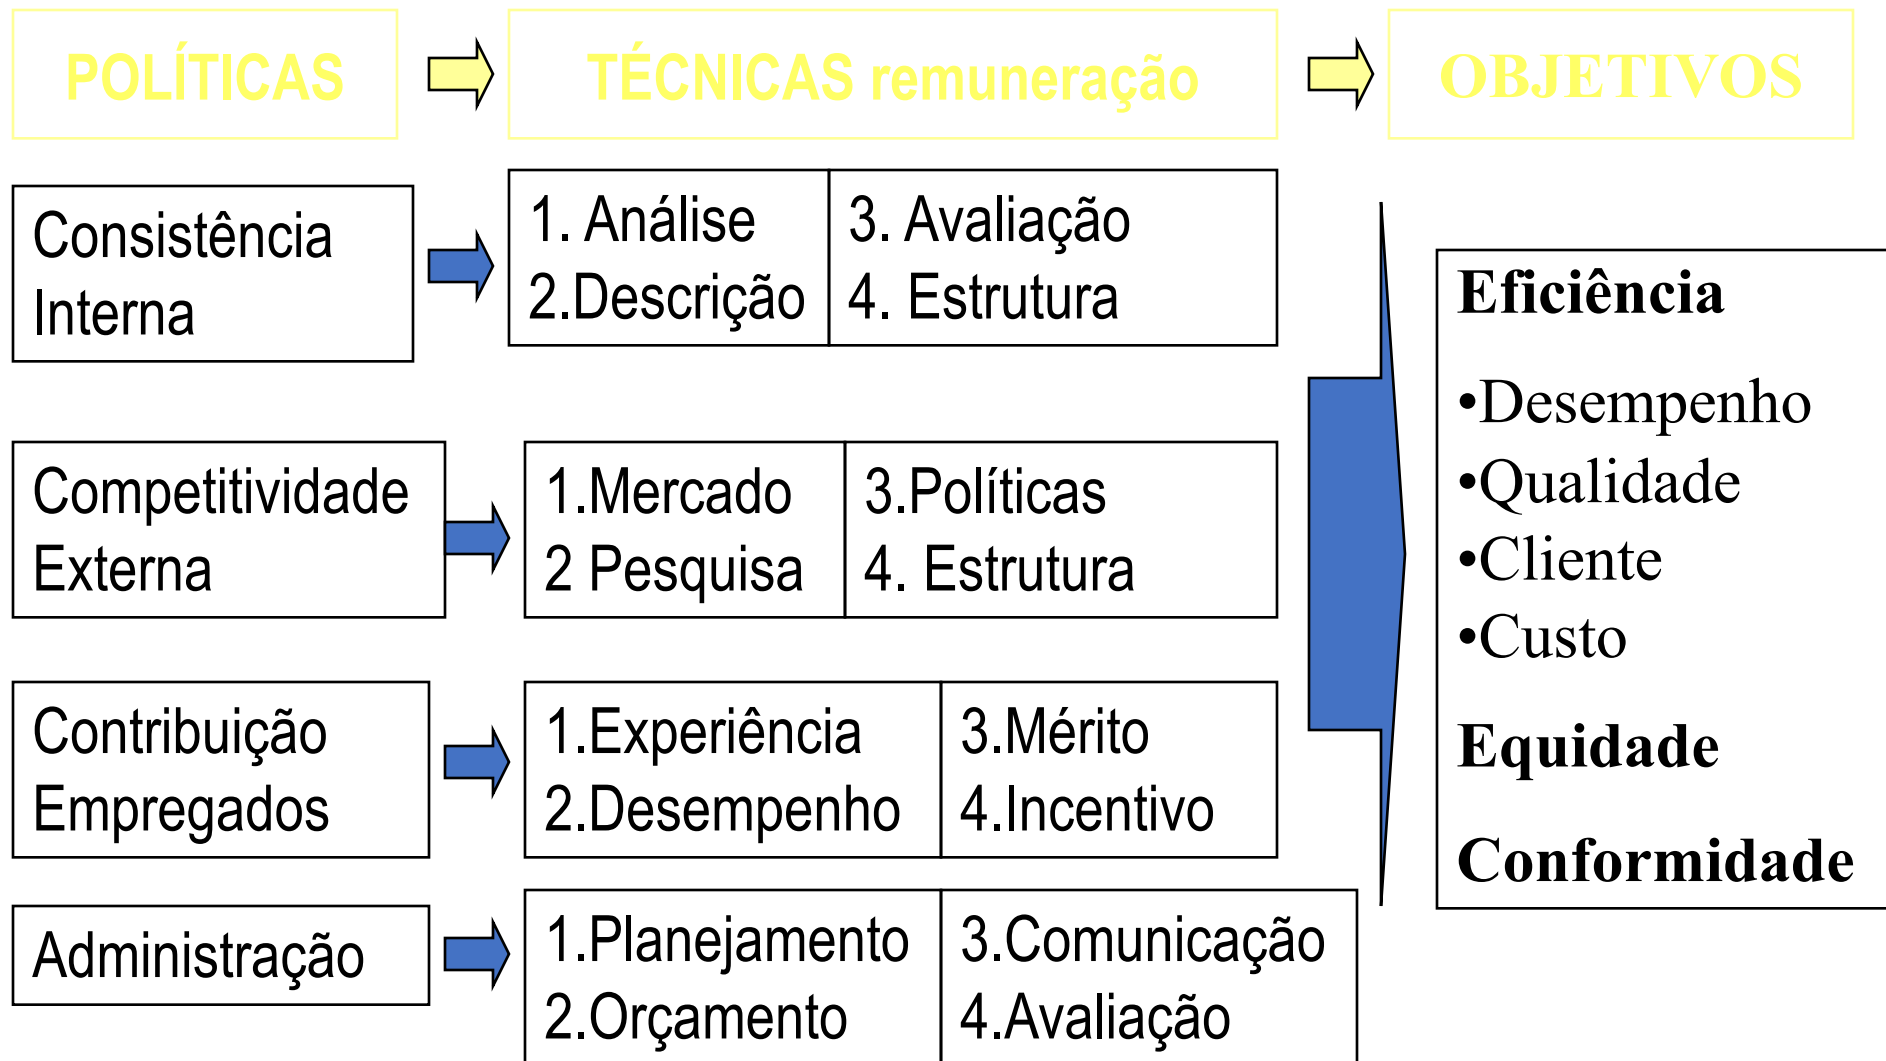 POLÍTICAS
TÉCNICAS remuneração
OBJETIVOS
Consistência
Interna
1. Análise
2.Descrição
3. Avaliação
4. Estrutura
Competitividade
Externa
1.Mercado
2 Pesquisa
3.Políticas
4. Estrutura
Contribuição
Empregados
1.Experiência
2.Desempenho
3.Mérito
4.Incentivo
Administração
1.Planejamento
2.Orçamento
3.Comunicação
4.Avaliação
Eficiência
•Desempenho
•Qualidade
•Cliente
•Custo
Equidade
Conformidade